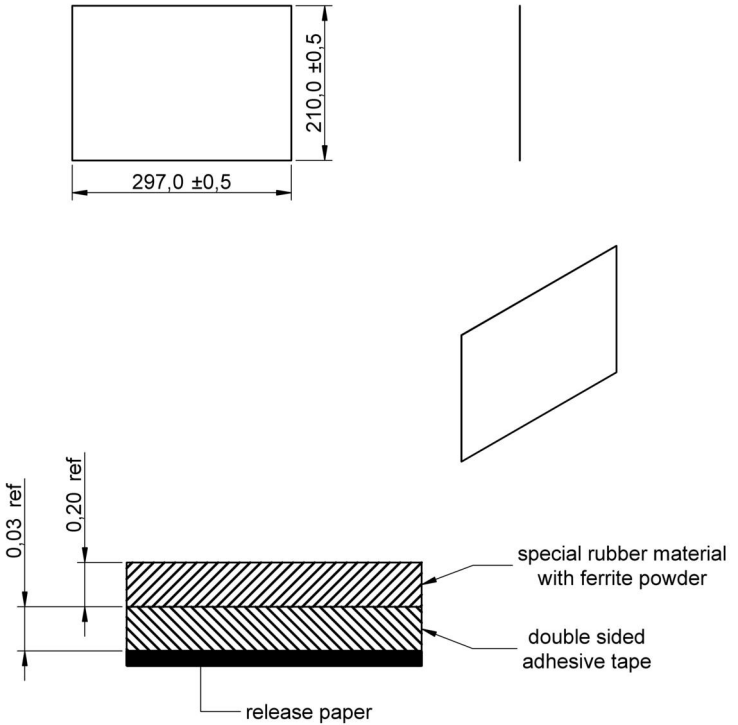 210,0 ±0,5
297,0 ±0,5
0,03 ref
0,20 ref
special rubber material
with ferrite powder
double sided
adhesive tape
release paper